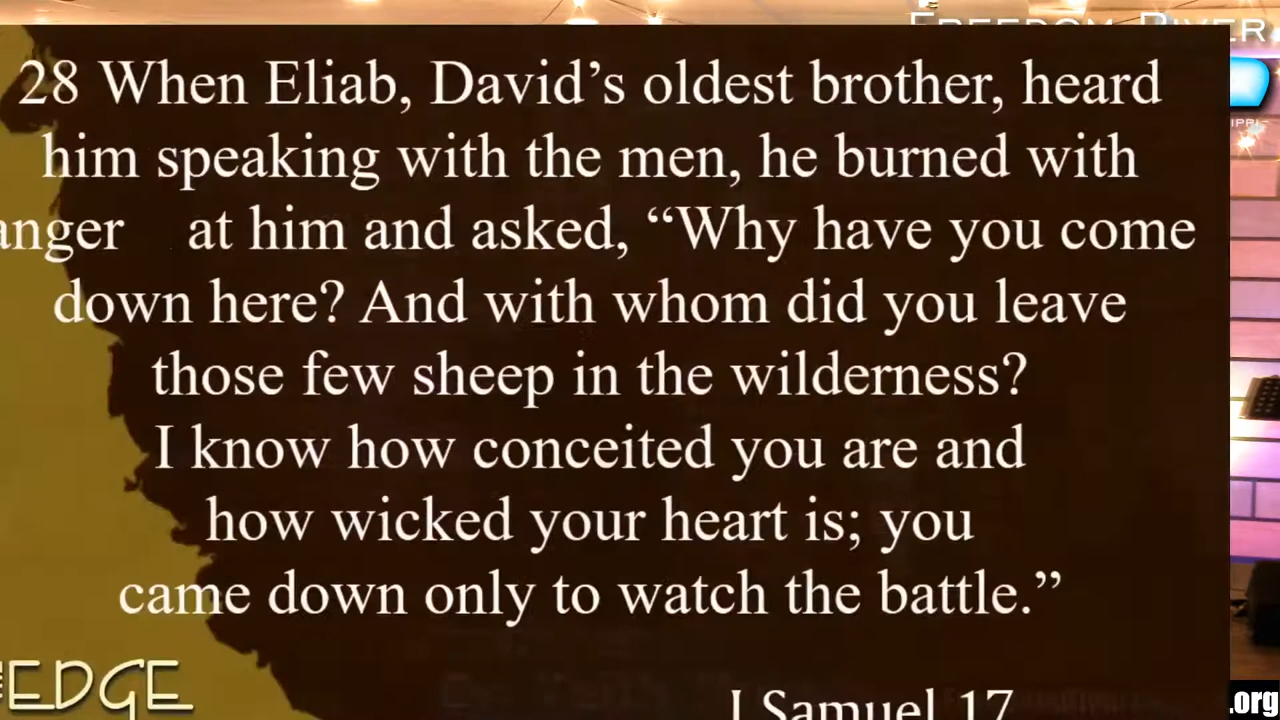 FREEDOM RIVER
28 When Eliab, David’s oldest brother, heard
him speaking with the men, he burned with
anger at him and asked, “Why have you come
down here? And with whom did you leave
those few sheep in the wilderness?
I know how conceited you are and
how wicked your heart is; you
came down only to watch the battle.”
EDGE
I Samuel 17
.org